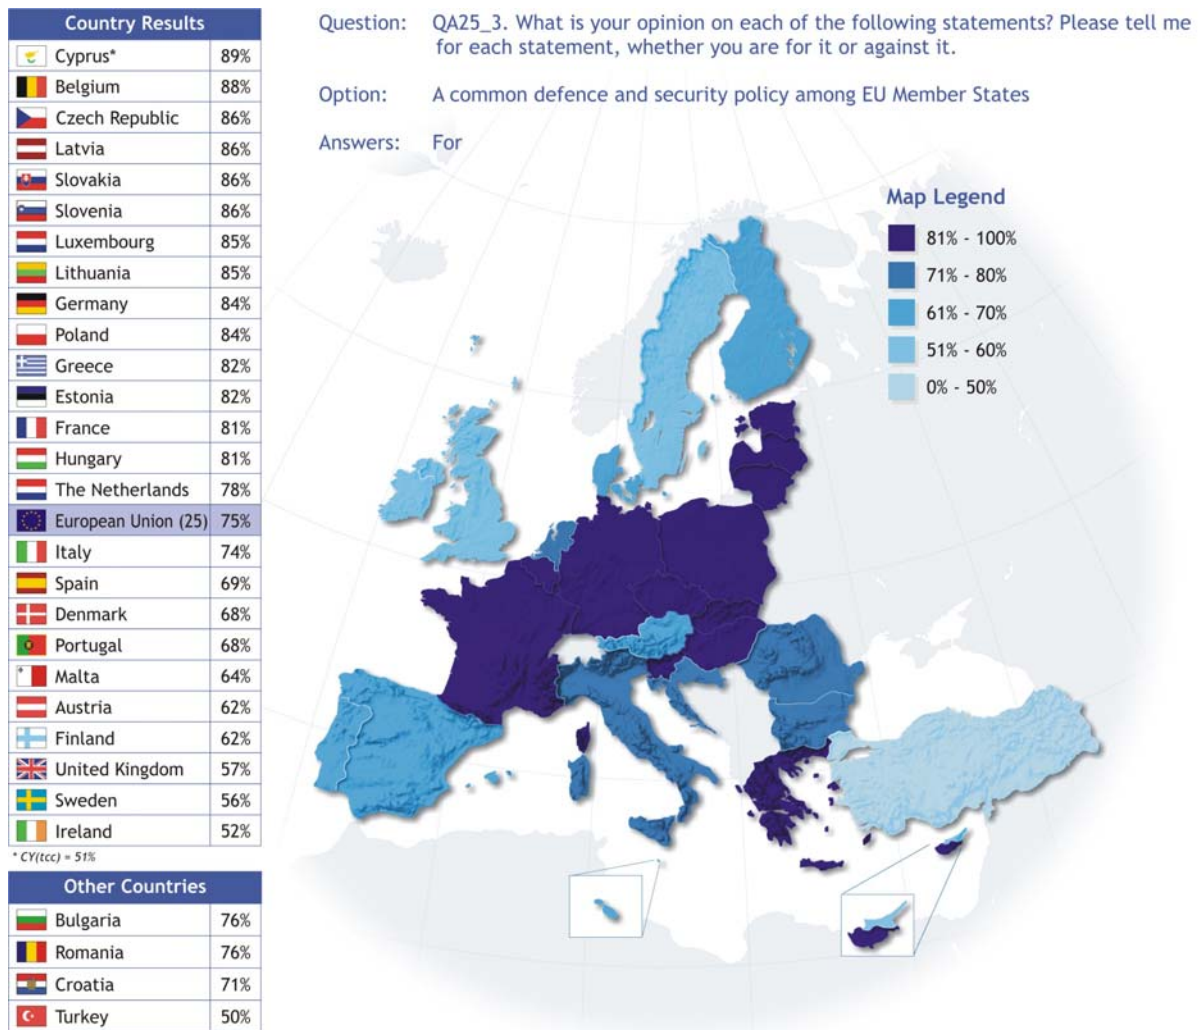 Country Results
Cyprus* 89%
Belgium 88%
Czech Republic 86%
Latvia 86%
Slovakia 86%
Slovenia 86%
Luxembourg 85%
Lithuania 85%
Germany 84%
Poland 84%
Greece 82%
Estonia 82%
France 81%
Hungary 81%
The Netherlands 78%
European Union (25) 75%
Italy 74%
Spain 69%
Denmark 68%
Portugal 68%
Malta 64%
Austria 62%
Finland 62%
United Kingdom 57%
Sweden 56%
Ireland 52%
* CY(tcc) = 51%
Other Countries
Bulgaria 76%
Romania 76%
Croatia 71%
Turkey 50%
Question: QA25_3. What is your opinion on each of the following statements? Please tell me
for each statement, whether you are for it or against it.
Option: A common defence and security policy among EU Member States
Answers: For
Map Legend
81% - 100%
71% - 80%
61% - 70%
51% - 60%
0% - 50%